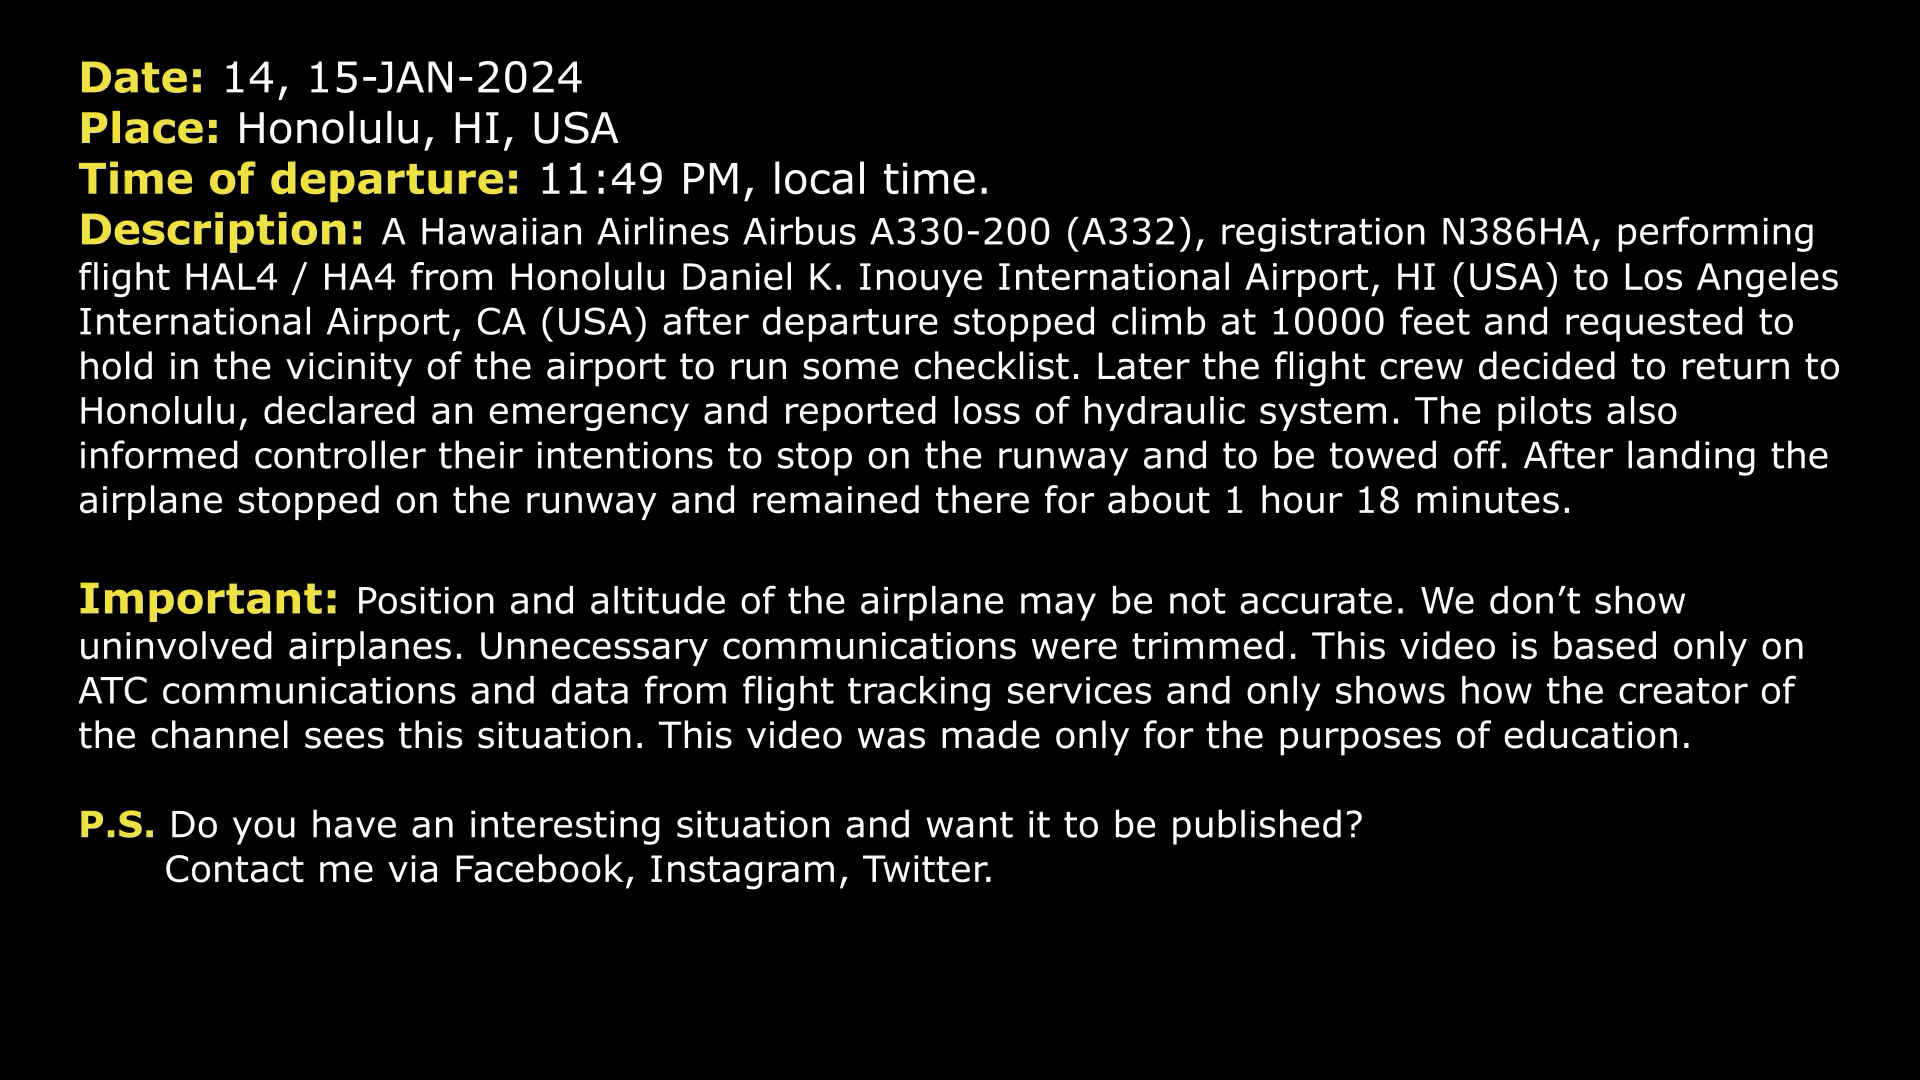 Date: 14, 15-JAN-2024
Place: Honolulu, HI, USA
Time of departure: 11:49 PM, local time.
Description: A Hawaiian Airlines Airbus A330-200 (A332), registration N386HA, performing
flight HAL4 / HA4 from Honolulu Daniel K. Inouye International Airport, HI (USA) to Los Angeles
International Airport, CA (USA) after departure stopped climb at 10000 feet and requested to
hold in the vicinity of the airport to run some checklist. Later the flight crew decided to return to
Honolulu, declared an emergency and reported loss of hydraulic system. The pilots also
informed controller their intentions to stop on the runway and to be towed off. After landing the
airplane stopped on the runway and remained there for about 1 hour 18 minutes.
Important: Position and altitude of the airplane may be not accurate. We don’t show
uninvolved airplanes. Unnecessary communications were trimmed. This video is based only on
ATC communications and data from flight tracking services and only shows how the creator of
the channel sees this situation. This video was made only for the purposes of education.
P.S. Do you have an interesting situation and want it to be published?
Contact me via Facebook, Instagram, Twitter.